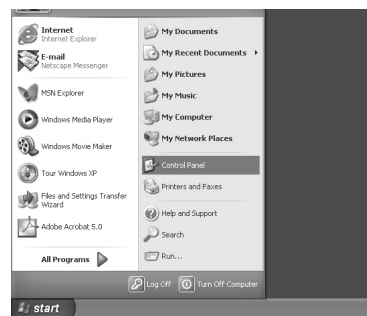 Internet
Internet Explorer
E-mail
Netscape Messenger
MSN Explorer
Windows Media Player
Windows Movie Maker
Tour Windows XP
Files and Settings Transfer
Wizard
Adobe Acrobat 5.0
All Programs
My Documents
My Recent Documents
My Pictures
My Music
My Computer
My Network Places
Control Panel
Printers and Faxes
Help and Support
Search
Run...
Log Off
Turn Off Computer
start